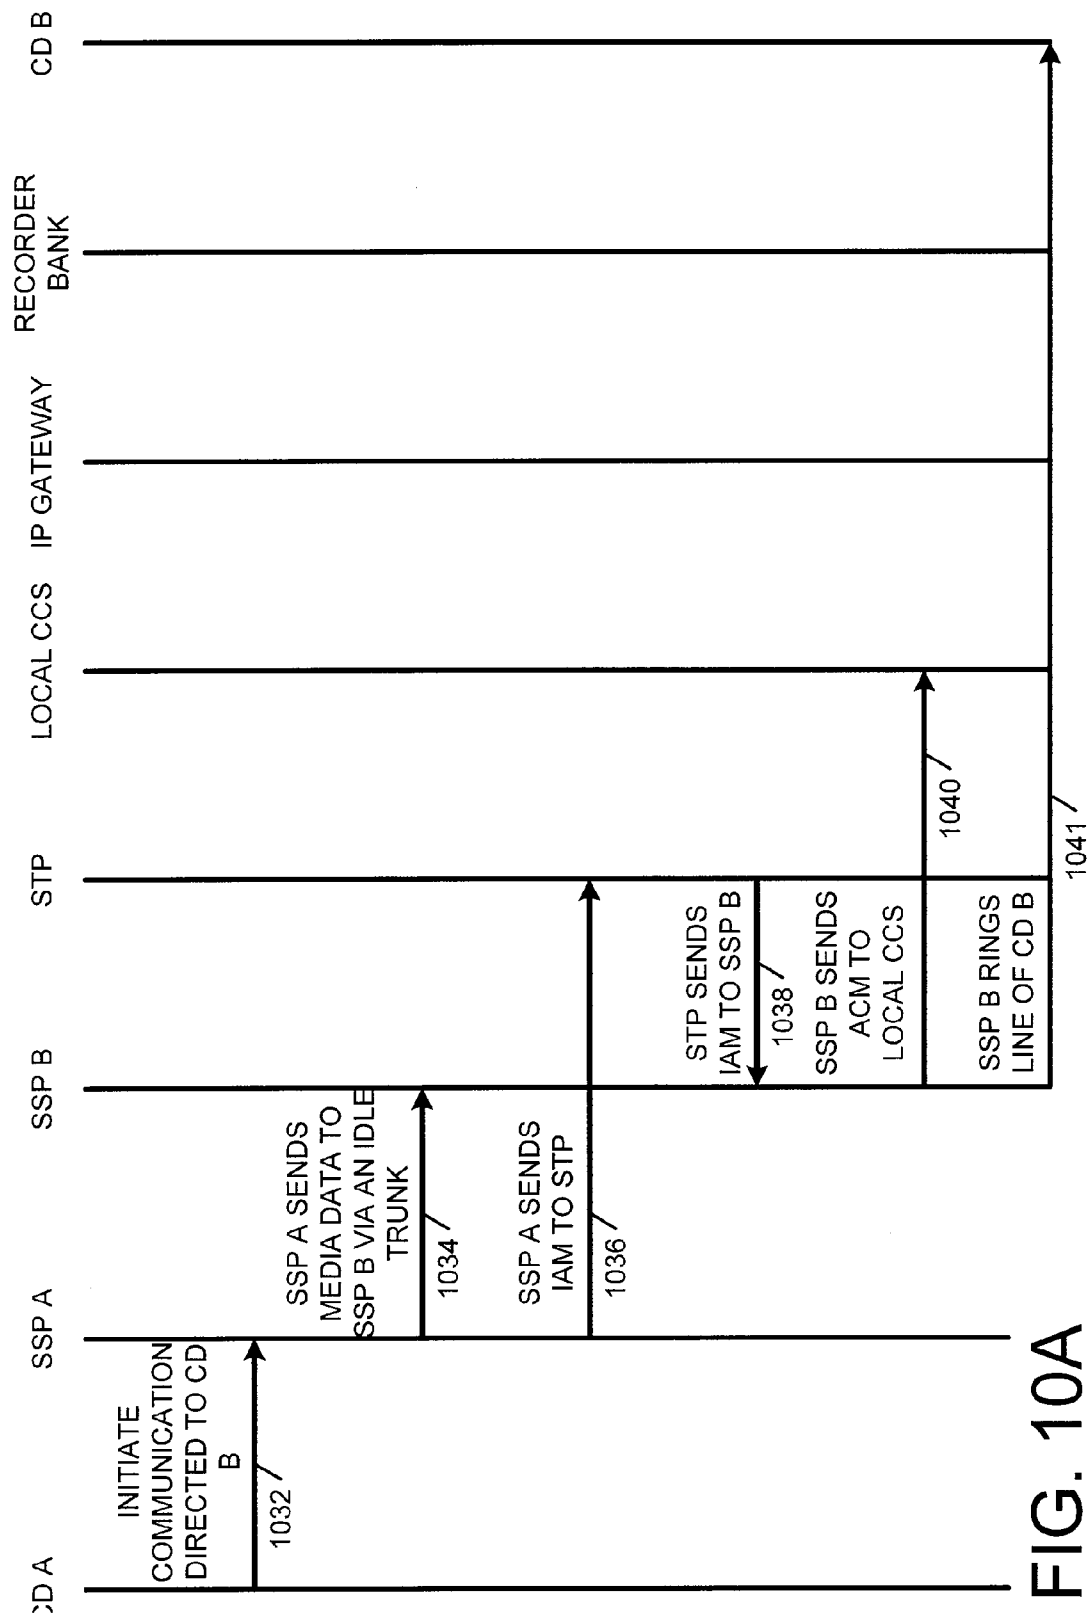 CD A
SSP A
SSP B
STP
LOCAL CCS
IP GATEWAY
RECORDER
BANK
CD B
INITIATE
COMMUNICATION
DIRECTED TO CD
B
1032
SSP A SENDS
MEDIA DATA TO
SSP B VIA AN IDLE
TRUNK
1034
SSP A SENDS
IAM TO STP
1036
STP SENDS
IAM TO SSP B
1038
SSP B SENDS
ACM TO
LOCAL CCS
1040
SSP B RINGS
LINE OF CD B
1041
FIG. 10A